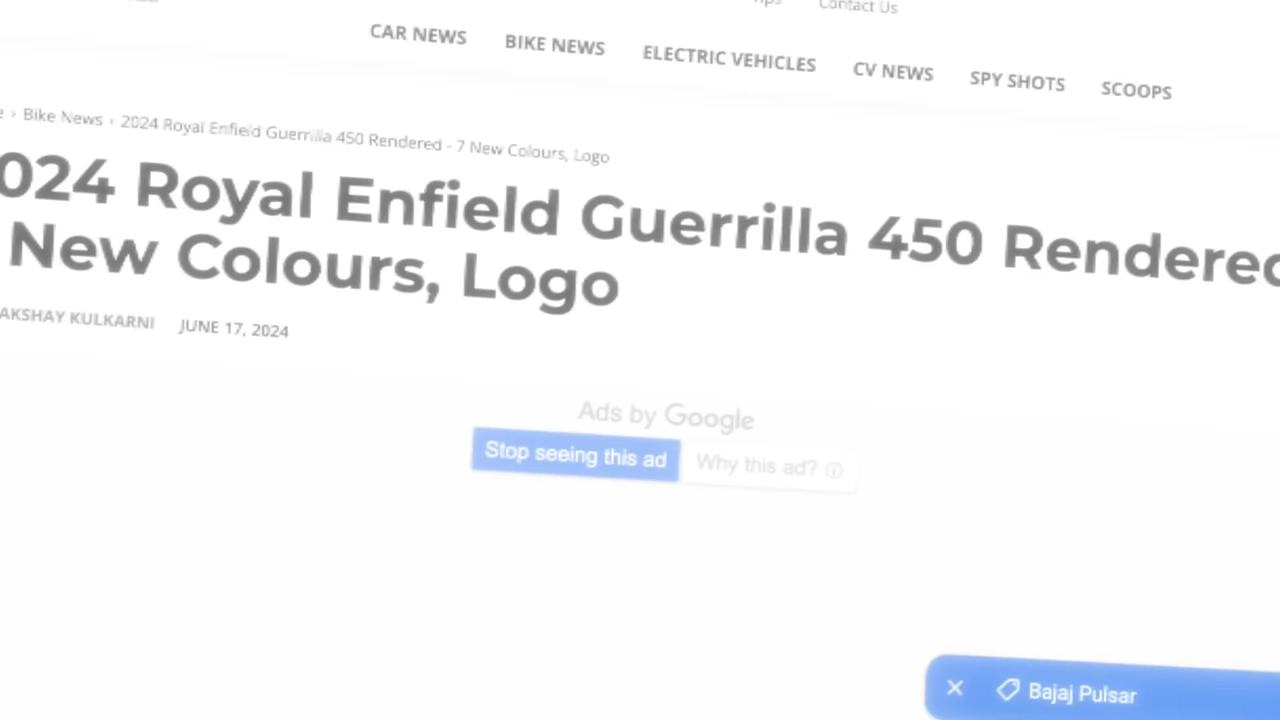 Contact Us
CAR NEWS BIKE NEWS ELECTRIC VEHICLES CV NEWS SPY SHOTS SCOOPS
› Bike News › 2024 Royal Enfield Guerrilla 450 Rendered - 7 New Colours, Logo
024 Royal Enfield Guerrilla 450 Rendered
New Colours, Logo
AKSHAY KULKARNI JUNE 17, 2024
Ads by Google
Stop seeing this ad Why this ad?
Bajaj Pulsar